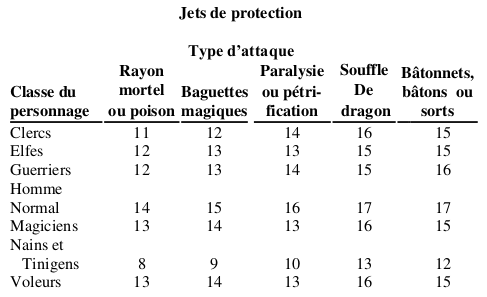 Jets de protection
Type d'attaque
Rayon Paralysie Souffle Bâtonnets,
Classe du mortel Baguettes ou pétri- De bâtons ou
personnage ou poison magiques fication dragon sorts
Clercs 11 12 14 16 15
Elfes 12 13 13 15 15
Guerriers 12 13 14 15 16
Homme
Normal 14 15 16 17 17
Magiciens 13 14 13 16 15
Nains et
Tinigens 8 9 10 13 12
Voleurs 13 14 13 16 15